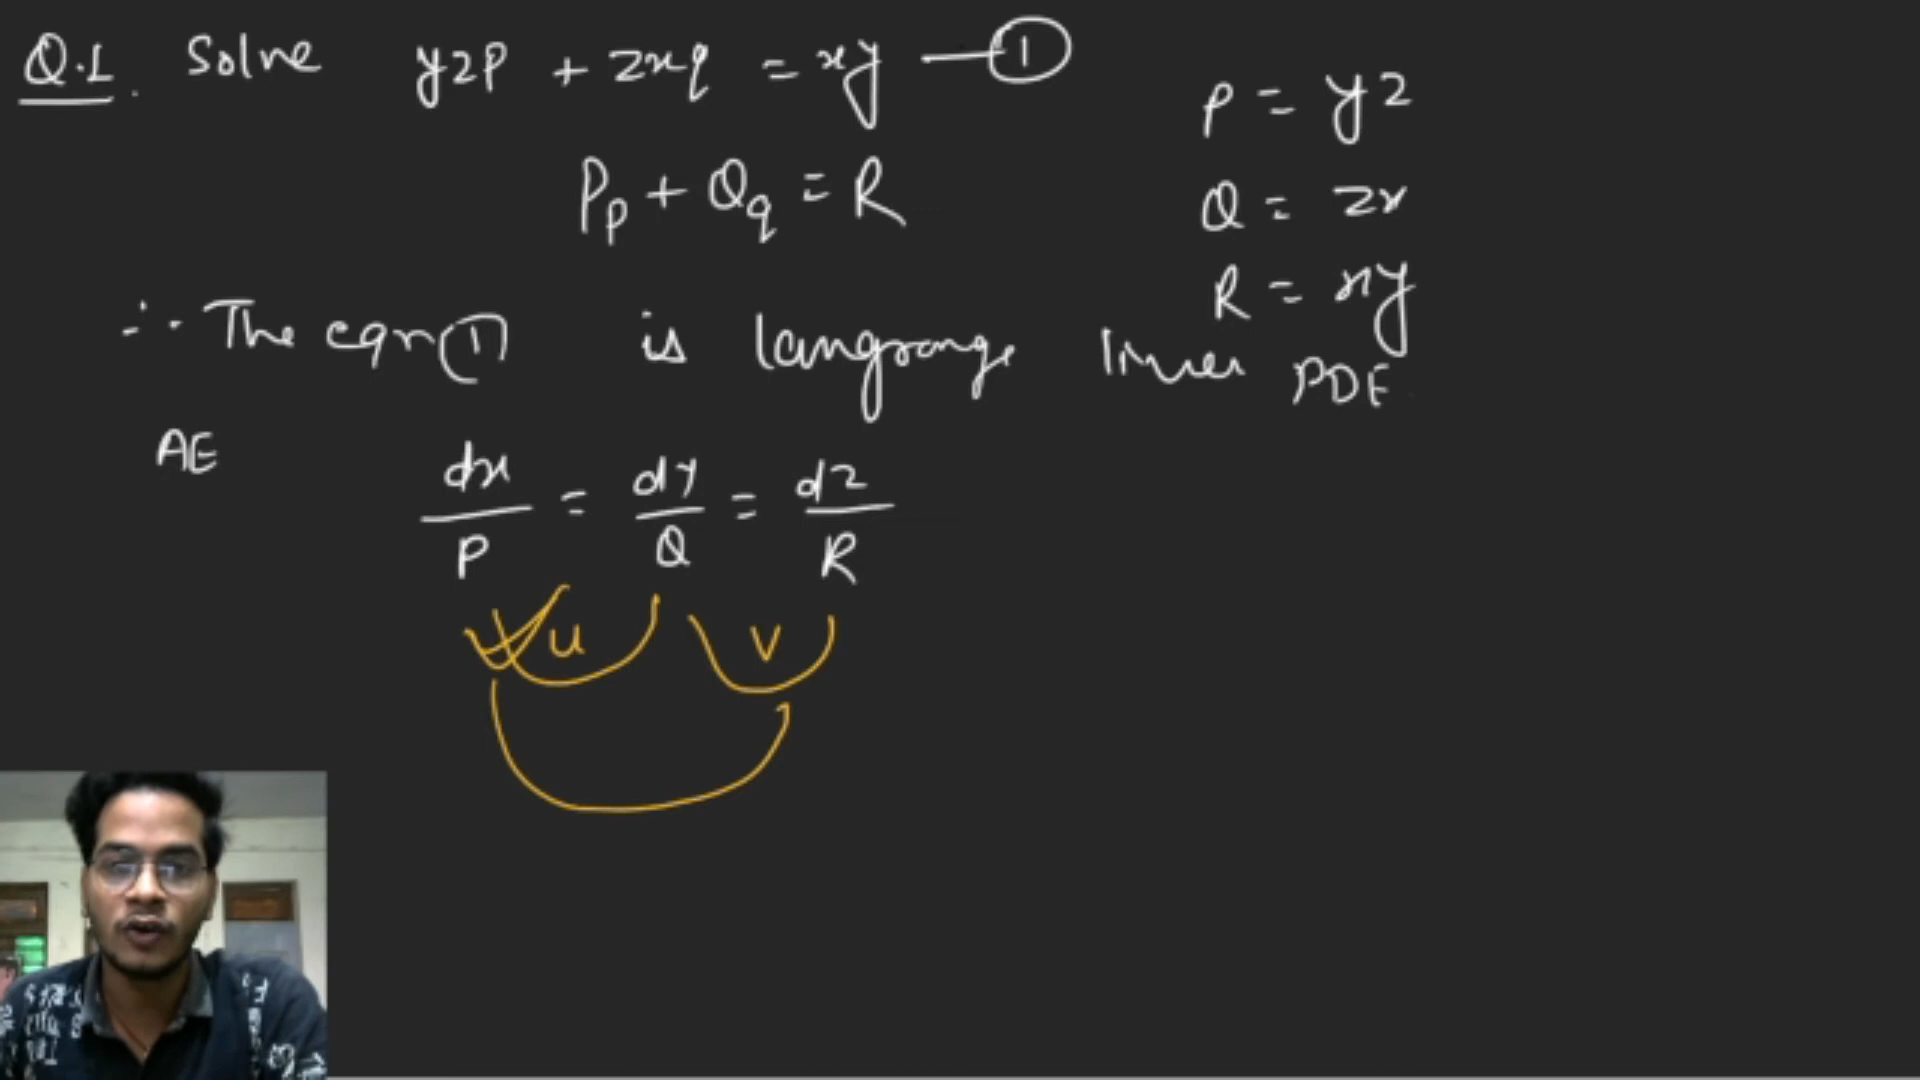 Q.1. Solve yzp + zxq = xy — ①
P = yz
Pp + Qq = R
Q = zx
R = xy
∴ The eqn ① is langrange linear PDE
AE dx/P = dy/Q = dz/R
u v